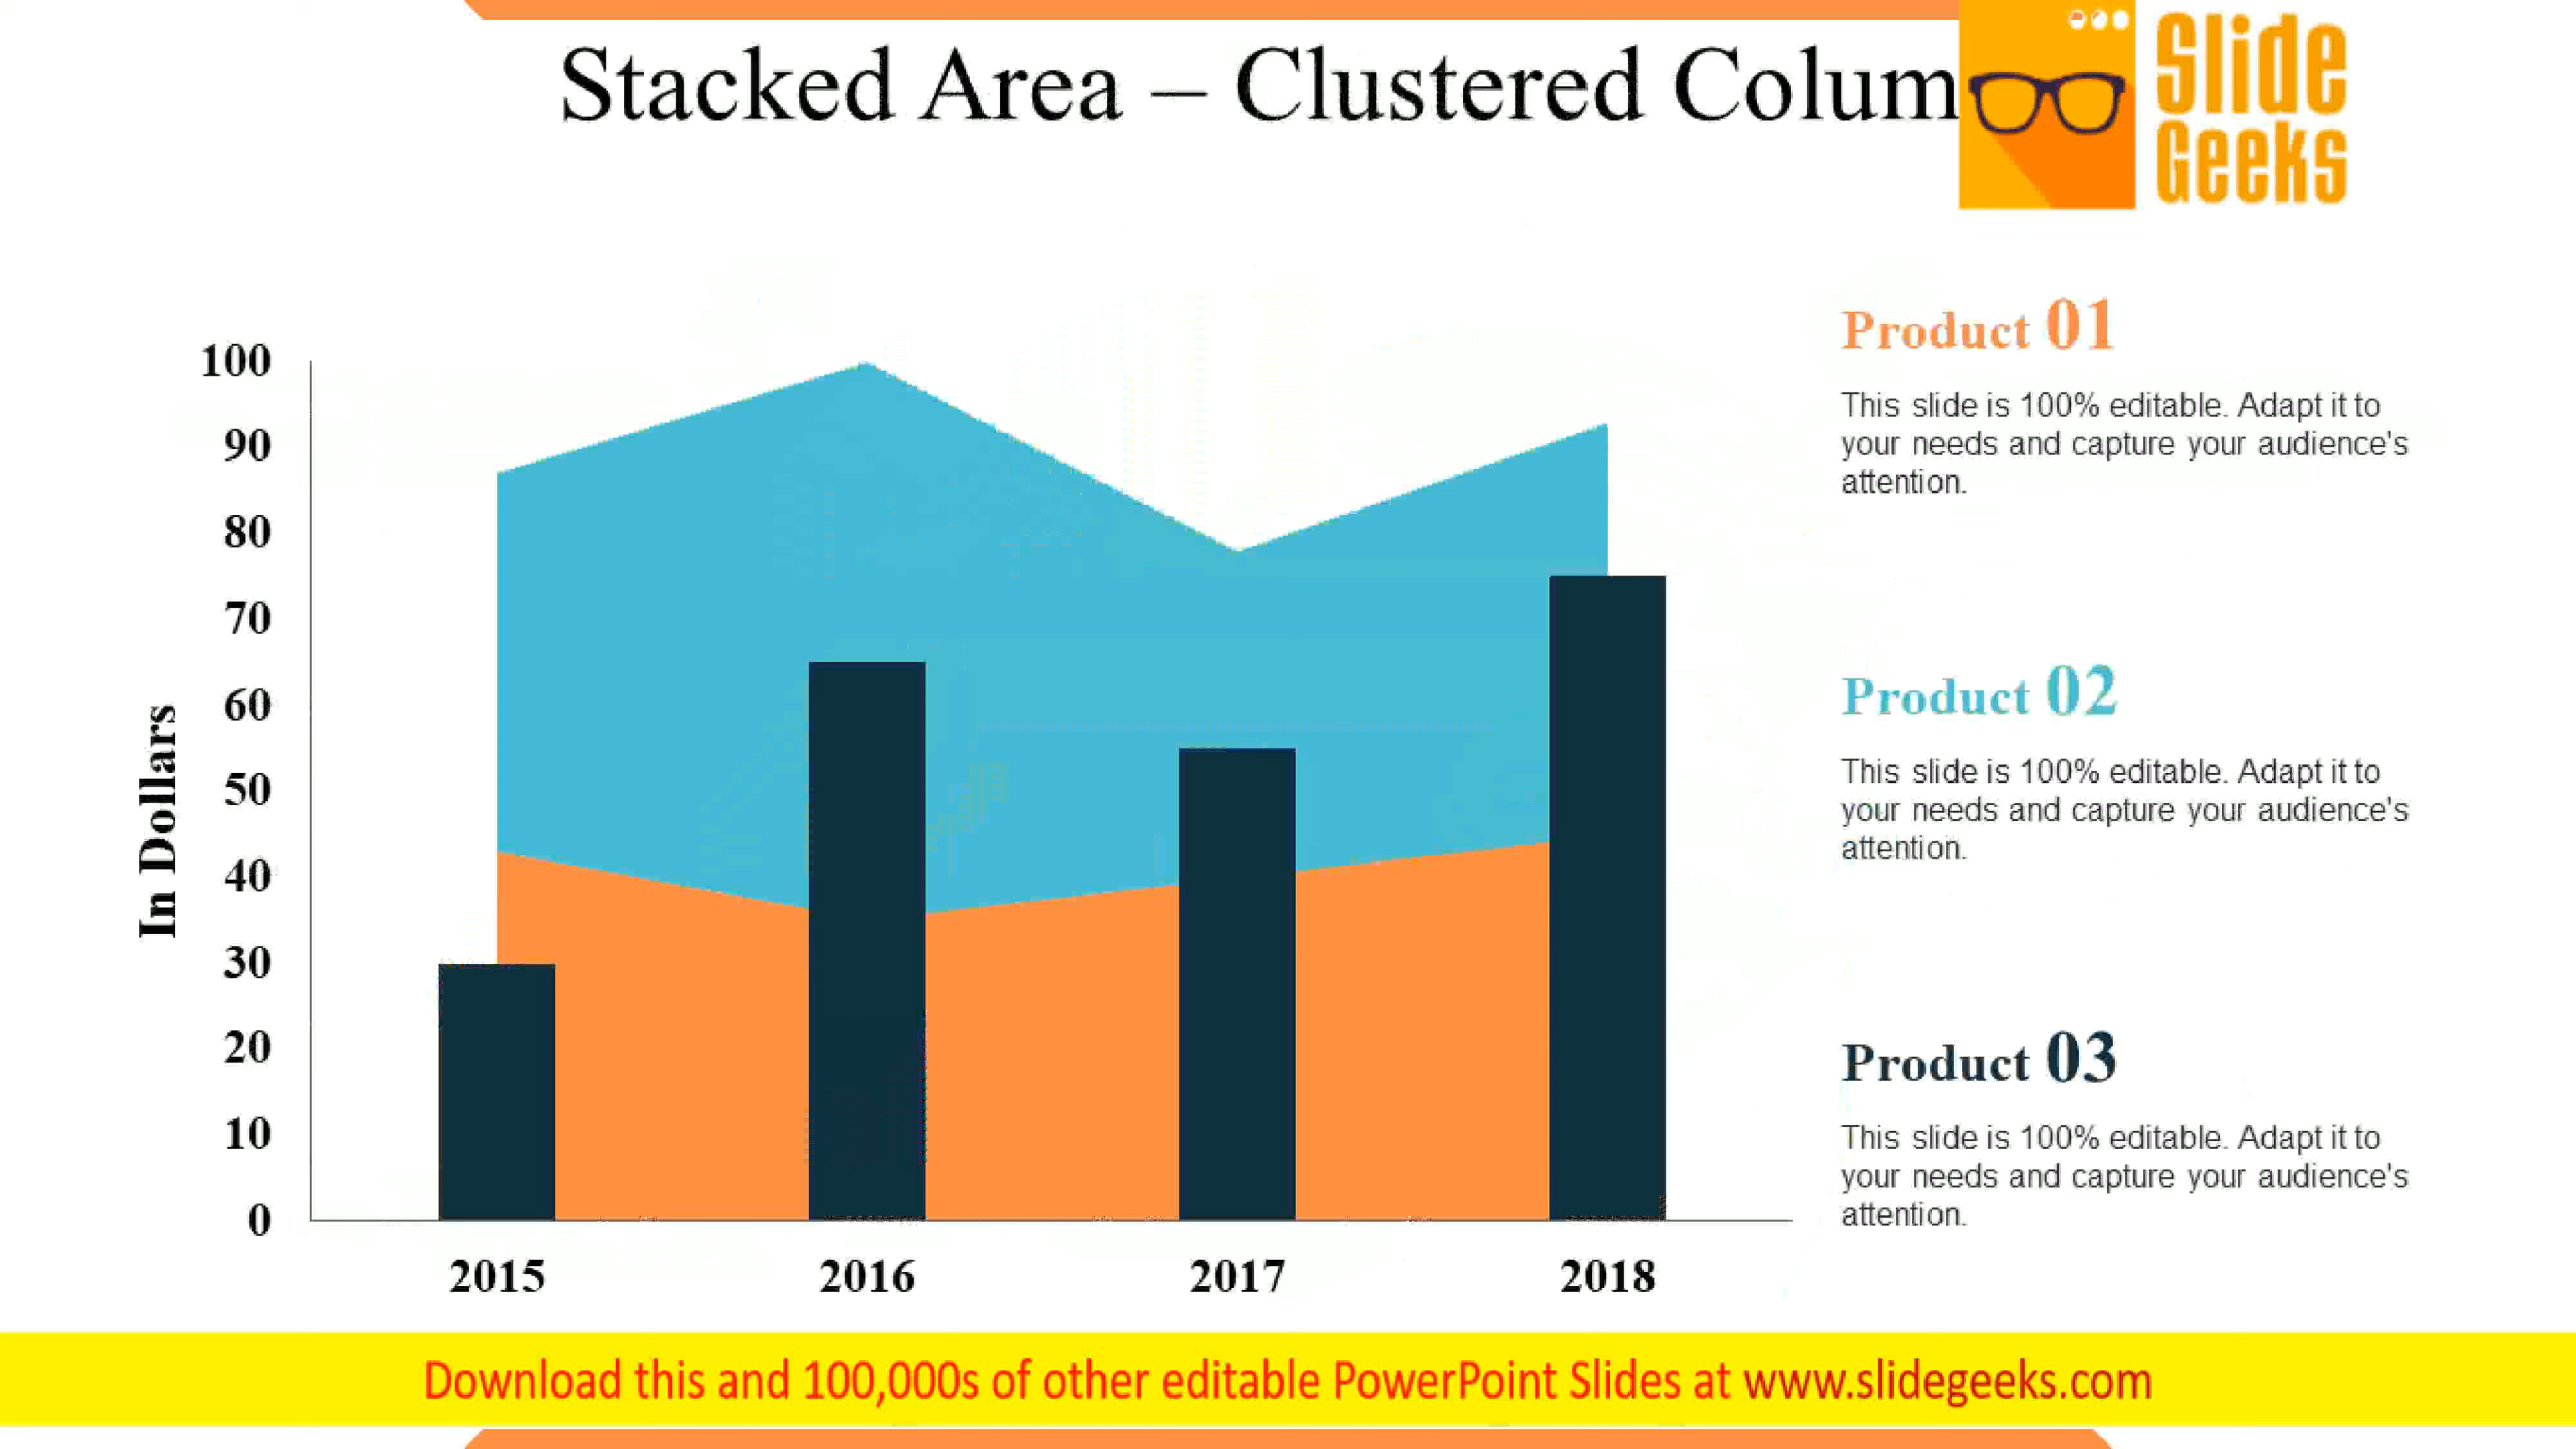 Stacked Area – Clustered Colum
Slide
Geeks
100
90
80
70
60
50
40
30
20
10
0
In Dollars
2015
2016
2017
2018
Product 01
This slide is 100% editable. Adapt it to
your needs and capture your audience's
attention.
Product 02
This slide is 100% editable. Adapt it to
your needs and capture your audience's
attention.
Product 03
This slide is 100% editable. Adapt it to
your needs and capture your audience's
attention.
Download this and 100,000s of other editable PowerPoint Slides at www.slidegeeks.com